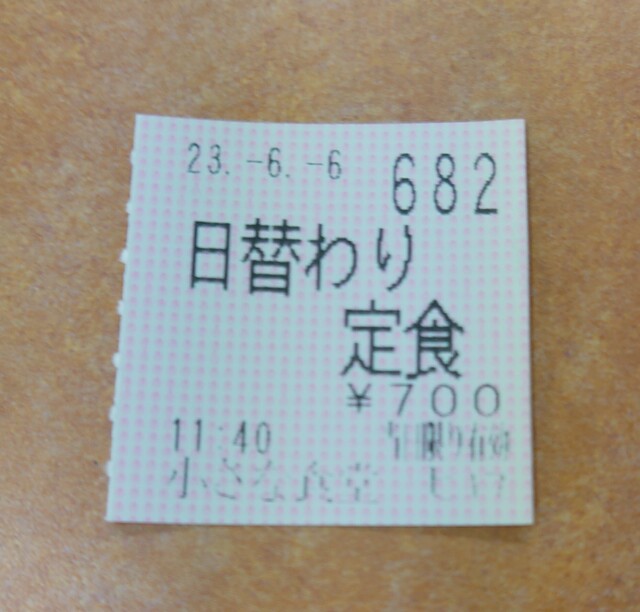 23.-6.-6 682
日替わり
定食
¥700
11:40 当日限り有効
小さな食堂